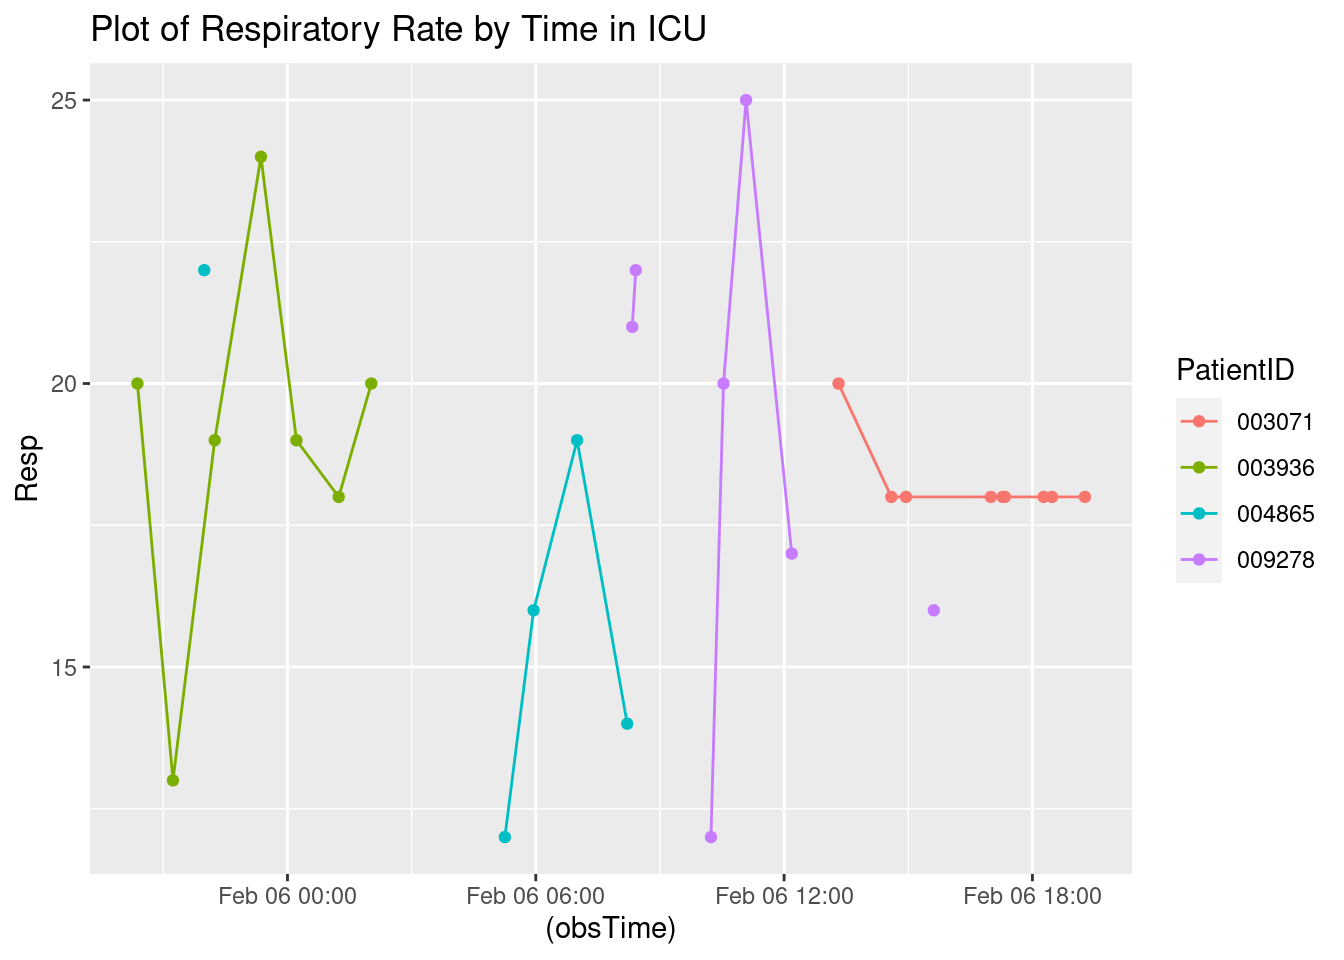 Plot of Respiratory Rate by Time in ICU
25
20
15
Resp
Feb 06 00:00
Feb 06 06:00
Feb 06 12:00
Feb 06 18:00
(obsTime)
PatientID
003071
003936
004865
009278